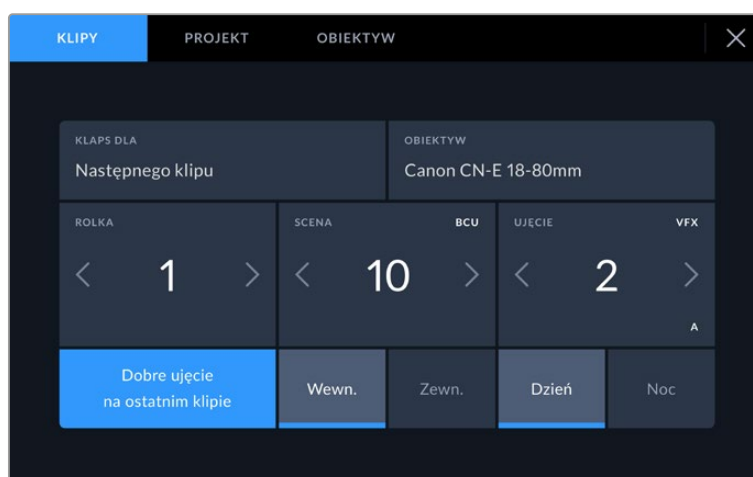 KLIPY PROJEKT OBIEKTYW
KLAPS DLA OBIEKTYW
Następnego klipu Canon CN-E 18-80mm
ROLKA SCENA BCU UJĘCIE VFX
1 10 2
A
Dobre ujęcie
na ostatnim klipie
Wewn. Zewn. Dzień Noc